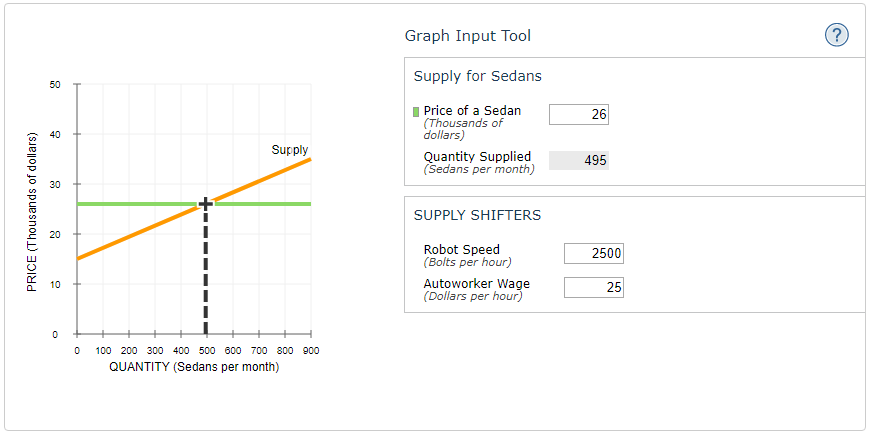 Graph Input Tool
?
Supply for Sedans
Price of a Sedan
(Thousands of
dollars)
26
Quantity Supplied
(Sedans per month)
495
SUPPLY SHIFTERS
Robot Speed
(Bolts per hour)
2500
Autoworker Wage
(Dollars per hour)
25
PRICE (Thousands of dollars)
50
40
30
20
10
0
Supply
0 100 200 300 400 500 600 700 800 900
QUANTITY (Sedans per month)